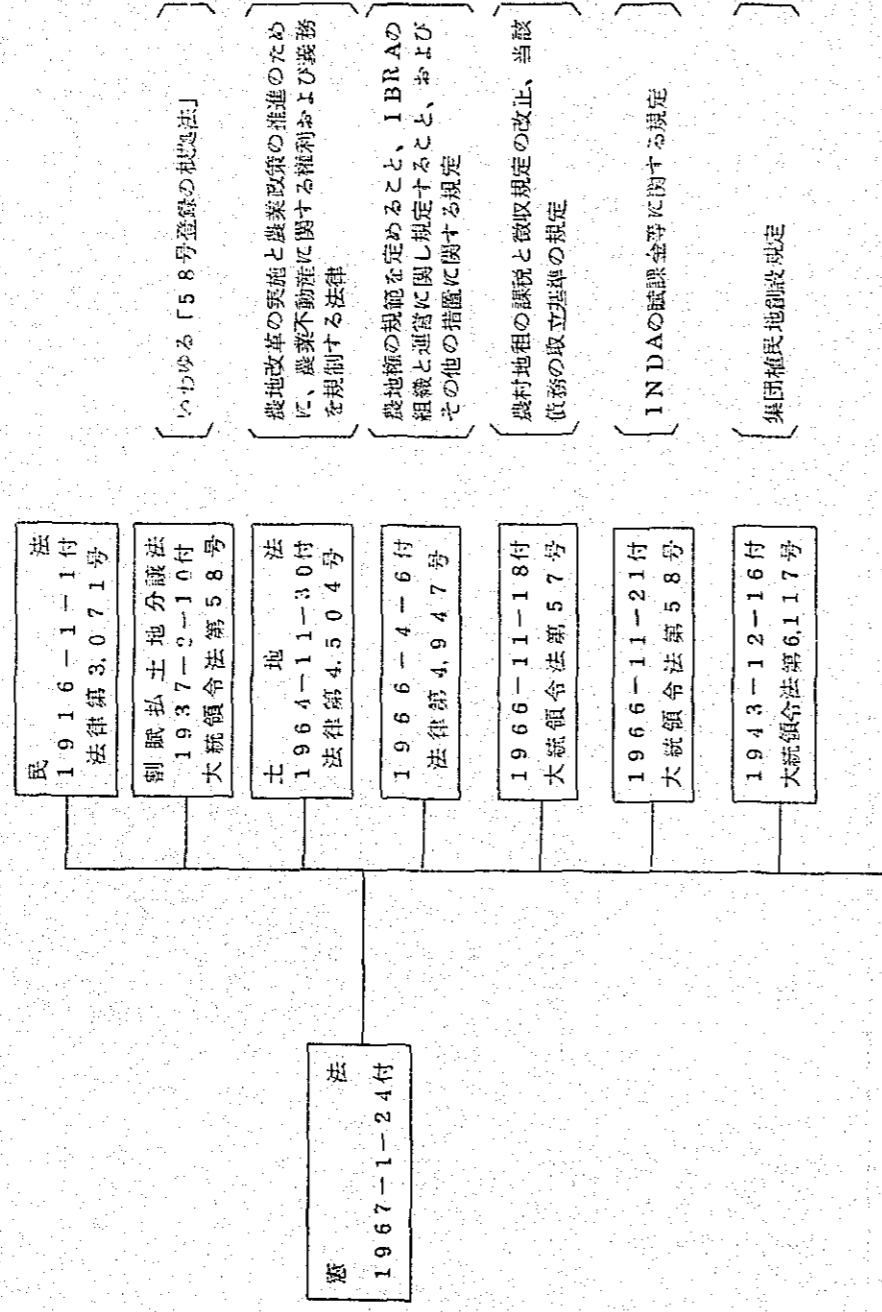 憲 法
1967-1-24付
民 法
1916-1-1付
法律第3,071号
割賦払土地分譲法
1937-2-10付
大統領令法第58号
いわゆる「58号登録の根拠法」
土 地 法
1964-11-30付
法律第4,504号
農地改革の実施と農業政策の推進のため
に、農業不動産に関する権利および義務
を規制する法律
1966-4-6付
法律第4,947号
農地権の規範を定めること、IBRAの
組織と運営に関し規定すること、および
その他の措置に関する規定
1966-11-18付
大統領令法第57号
農村地租の課税と徴収規定の改正、当該
債務の取立基準の規定
1966-11-21付
大統領令法第58号
INDAの賦課金等に関する規定
1943-12-16付
大統領令法第6,117号
集団植民地創設規定